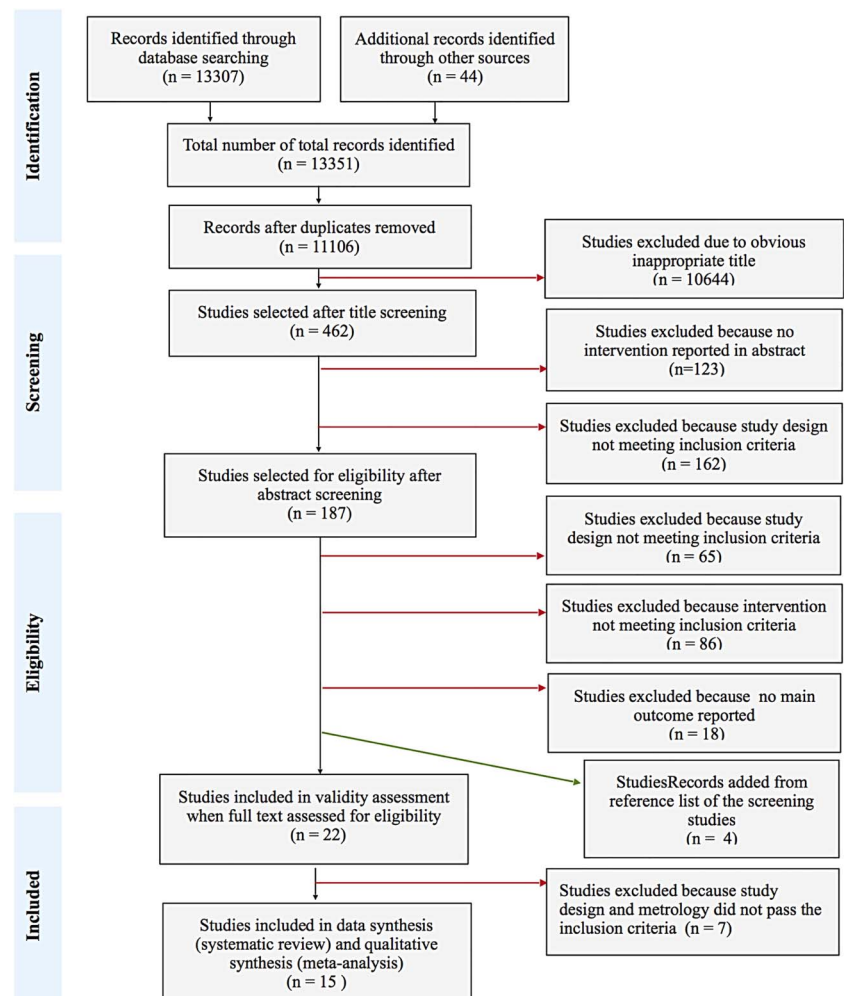 Identification
Records identified through
database searching
(n = 13307)
Additional records identified
through other sources
(n = 44)
Total number of total records identified
(n = 13351)
Records after duplicates removed
(n = 11106)
Studies excluded due to obvious
inappropriate title
(n = 10644)
Screening
Studies selected after title screening
(n = 462)
Studies excluded because no
intervention reported in abstract
(n=123)
Studies excluded because study design
not meeting inclusion criteria
(n = 162)
Studies selected for eligibility after
abstract screening
(n = 187)
Eligibility
Studies excluded because study
design not meeting inclusion criteria
(n = 65)
Studies excluded because intervention
not meeting inclusion criteria
(n = 86)
Studies excluded because no main
outcome reported
(n = 18)
StudiesRecords added from
reference list of the screening
studies
(n = 4)
Studies included in validity assessment
when full text assessed for eligibility
(n = 22)
Included
Studies excluded because study
design and metrology did not pass the
inclusion criteria (n = 7)
Studies included in data synthesis
(systematic review) and qualitative
synthesis (meta-analysis)
(n = 15 )